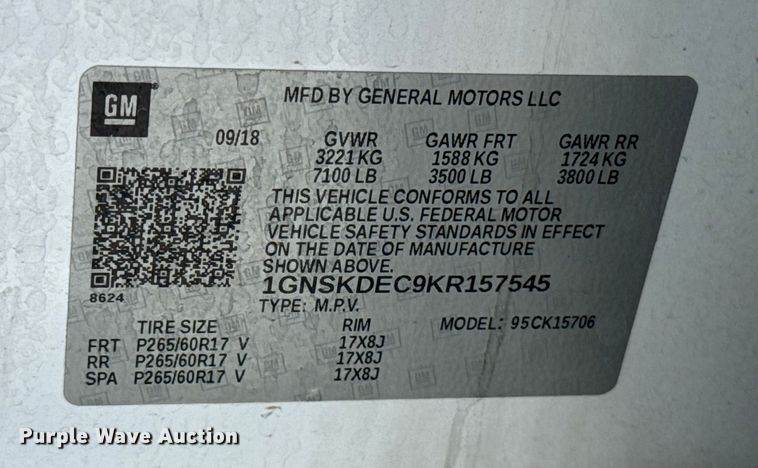 GM
MFD BY GENERAL MOTORS LLC
09/18
GVWR GAWR FRT GAWR RR
3221 KG 1588 KG 1724 KG
7100 LB 3500 LB 3800 LB
THIS VEHICLE CONFORMS TO ALL
APPLICABLE U.S. FEDERAL MOTOR
VEHICLE SAFETY STANDARDS IN EFFECT
ON THE DATE OF MANUFACTURE
SHOWN ABOVE.
8624
1GNSKDEC9KR157545
TYPE: M.P.V.
TIRE SIZE RIM MODEL: 95CK15706
FRT P265/60R17 V 17X8J
RR P265/60R17 V 17X8J
SPA P265/60R17 V 17X8J
Purple Wave Auction